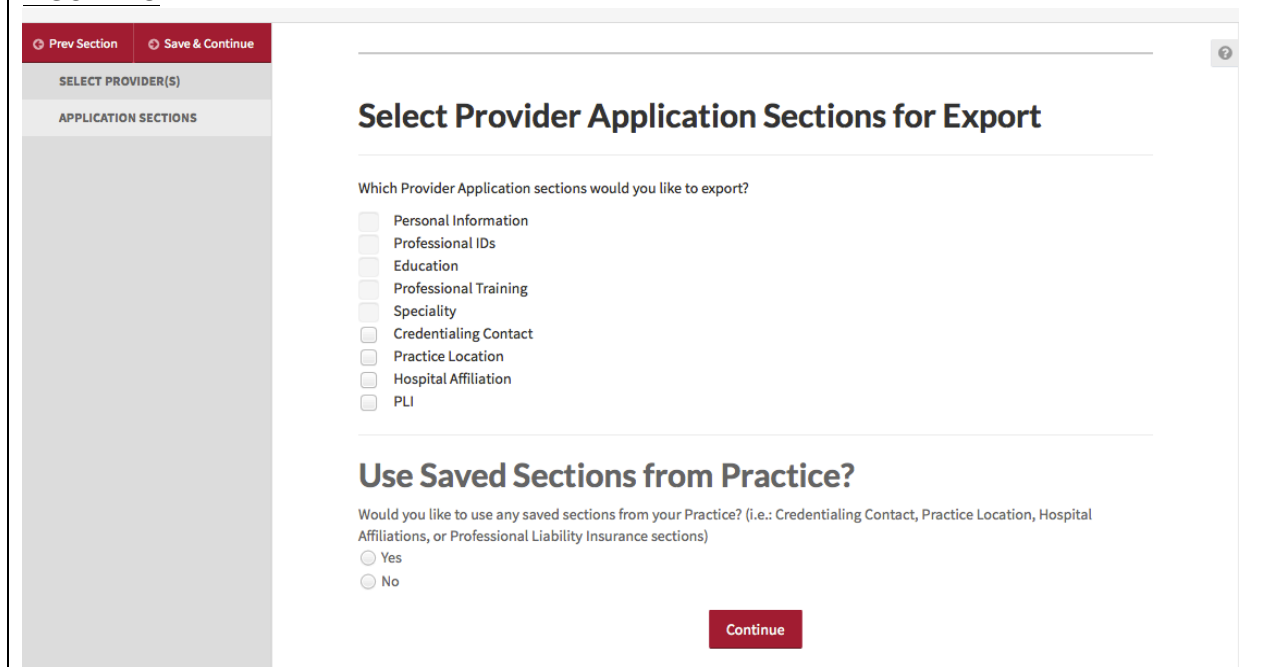 Prev Section
Save & Continue
SELECT PROVIDER(S)
APPLICATION SECTIONS
Select Provider Application Sections for Export
Which Provider Application sections would you like to export?
Personal Information
Professional IDs
Education
Professional Training
Speciality
Credentialing Contact
Practice Location
Hospital Affiliation
PLI
Use Saved Sections from Practice?
Would you like to use any saved sections from your Practice? (i.e.: Credentialing Contact, Practice Location, Hospital
Affiliations, or Professional Liability Insurance sections)
Yes
No
Continue